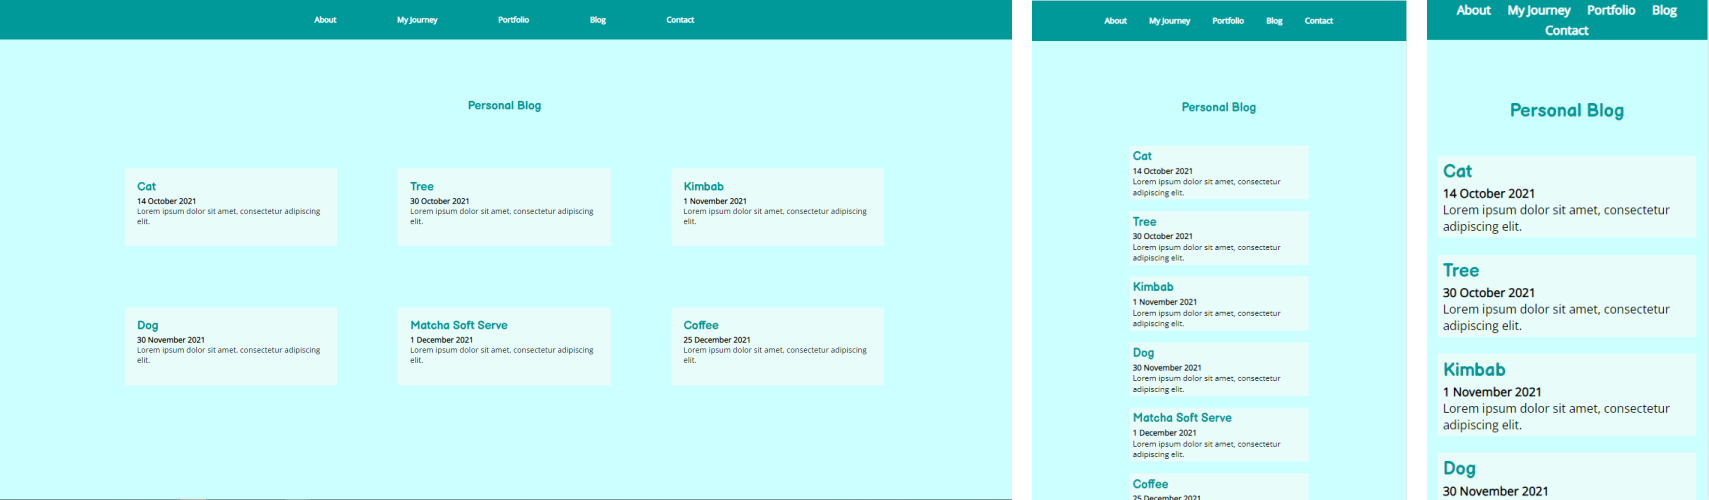 About My Journey Portfolio Blog Contact
Personal Blog
Cat
14 October 2021
Lorem ipsum dolor sit amet, consectetur adipiscing
elit.
Tree
30 October 2021
Lorem ipsum dolor sit amet, consectetur adipiscing
elit.
Kimbab
1 November 2021
Lorem ipsum dolor sit amet, consectetur adipiscing
elit.
Dog
30 November 2021
Lorem ipsum dolor sit amet, consectetur adipiscing
elit.
Matcha Soft Serve
1 December 2021
Lorem ipsum dolor sit amet, consectetur adipiscing
elit.
Coffee
25 December 2021
Lorem ipsum dolor sit amet, consectetur adipiscing
elit.
About My Journey Portfolio Blog Contact
Personal Blog
Cat
14 October 2021
Lorem ipsum dolor sit amet, consectetur
adipiscing elit.
Tree
30 October 2021
Lorem ipsum dolor sit amet, consectetur
adipiscing elit.
Kimbab
1 November 2021
Lorem ipsum dolor sit amet, consectetur
adipiscing elit.
Dog
30 November 2021
Lorem ipsum dolor sit amet, consectetur
adipiscing elit.
Matcha Soft Serve
1 December 2021
Lorem ipsum dolor sit amet, consectetur
adipiscing elit.
Coffee
25 December 2021
About My Journey Portfolio Blog
Contact
Personal Blog
Cat
14 October 2021
Lorem ipsum dolor sit amet, consectetur
adipiscing elit.
Tree
30 October 2021
Lorem ipsum dolor sit amet, consectetur
adipiscing elit.
Kimbab
1 November 2021
Lorem ipsum dolor sit amet, consectetur
adipiscing elit.
Dog
30 November 2021